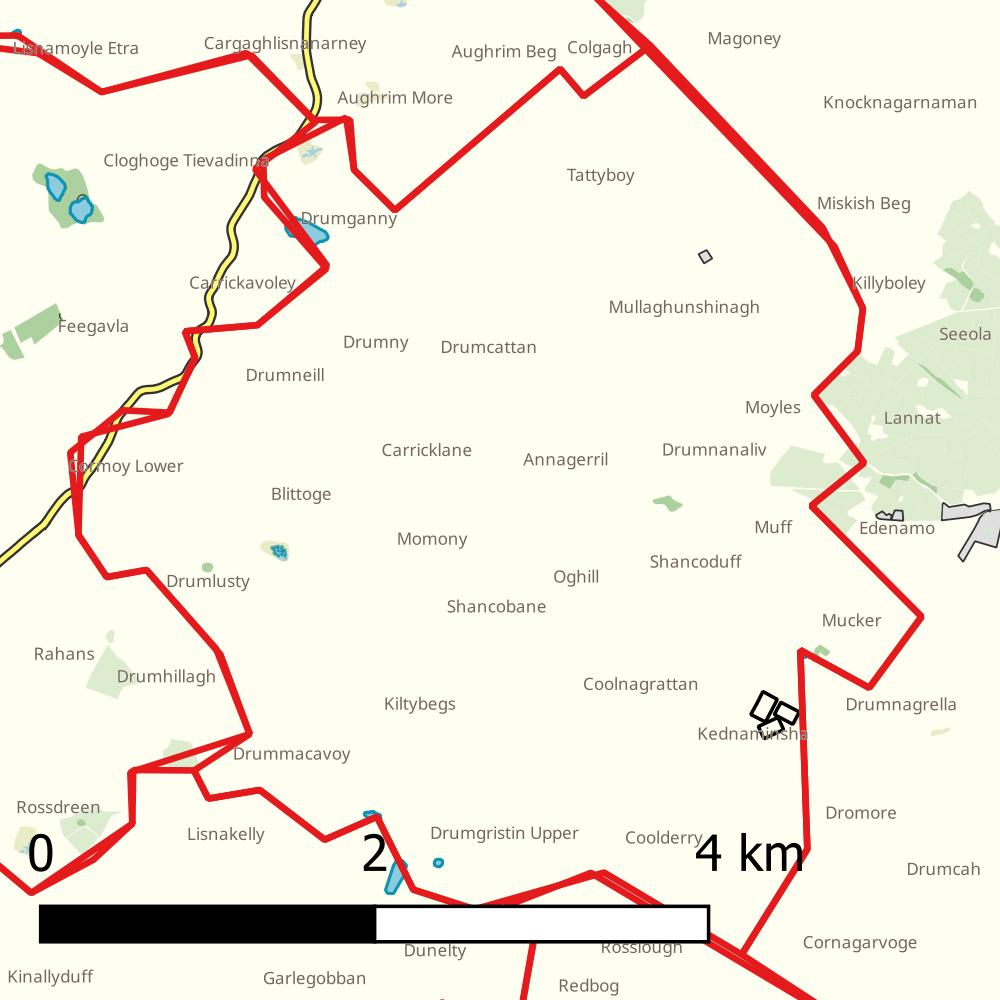 Magoney
Cargaghlisnanarney
Lisnamoyle Etra
Aughrim Beg
Colgagh
Aughrim More
Knocknagarnaman
Cloghoge Tievadinna
Tattyboy
Miskish Beg
Drumganny
Carrickavoley
Killyboley
Mullaghunshinagh
Feegavla
Seeola
Drumny
Drumcattan
Drumneill
Moyles
Lannat
Carricklane
Annagerril
Drumnanaliv
Cormoy Lower
Blittoge
Muff
Edenamo
Momony
Shancoduff
Drumlusty
Oghill
Shancobane
Mucker
Rahans
Drumhillagh
Coolnagrattan
Kiltybegs
Drumnagrella
Kednaminsha
Drummacavoy
Rossdreen
Dromore
Lisnakelly
Drumgristin Upper
Coolderry
0 2 4 km
Drumcah
Cornagarvoge
Dunelty
Rosslough
Kinallyduff
Garlegobban
Redbog